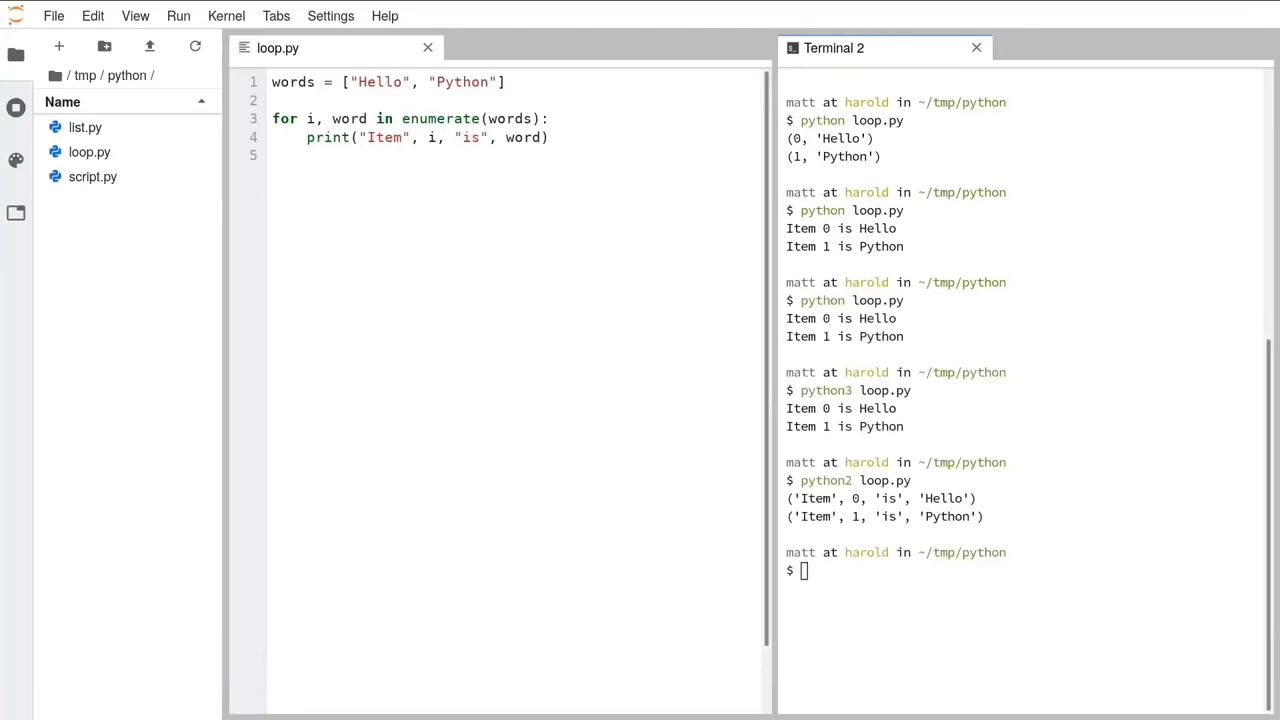 File Edit View Run Kernel Tabs Settings Help
/ tmp / python /
Name
list.py
loop.py
script.py
loop.py
1 words = ["Hello", "Python"]
2
3 for i, word in enumerate(words):
4     print("Item", i, "is", word)
5
Terminal 2
matt at harold in ~/tmp/python
$ python loop.py
(0, 'Hello')
(1, 'Python')
matt at harold in ~/tmp/python
$ python loop.py
Item 0 is Hello
Item 1 is Python
matt at harold in ~/tmp/python
$ python loop.py
Item 0 is Hello
Item 1 is Python
matt at harold in ~/tmp/python
$ python3 loop.py
Item 0 is Hello
Item 1 is Python
matt at harold in ~/tmp/python
$ python2 loop.py
('Item', 0, 'is', 'Hello')
('Item', 1, 'is', 'Python')
matt at harold in ~/tmp/python
$